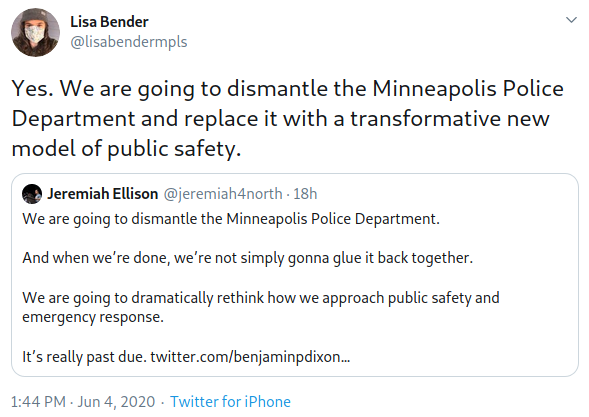 Lisa Bender
@lisabendermpls
Yes. We are going to dismantle the Minneapolis Police
Department and replace it with a transformative new
model of public safety.
Jeremiah Ellison @jeremiah4north · 18h
We are going to dismantle the Minneapolis Police Department.
And when we’re done, we’re not simply gonna glue it back together.
We are going to dramatically rethink how we approach public safety and
emergency response.
It’s really past due. twitter.com/benjaminpdixon...
1:44 PM · Jun 4, 2020 · Twitter for iPhone